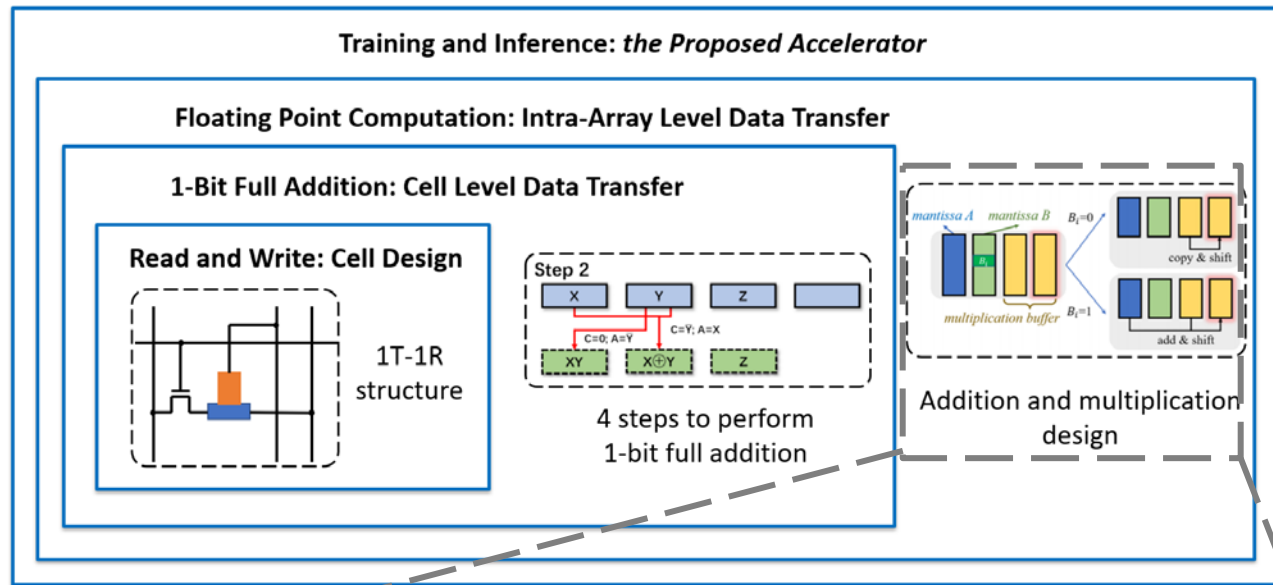 Training and Inference: the Proposed Accelerator
Floating Point Computation: Intra-Array Level Data Transfer
1-Bit Full Addition: Cell Level Data Transfer
Read and Write: Cell Design
1T-1R
structure
Step 2
X Y Z
C=0; A=Ȳ
C=Ȳ; A=X
XY X⊕Y Z
4 steps to perform
1-bit full addition
mantissa A
mantissa B
Bᵢ
multiplication buffer
Bᵢ=0
copy & shift
Bᵢ=1
add & shift
Addition and multiplication
design